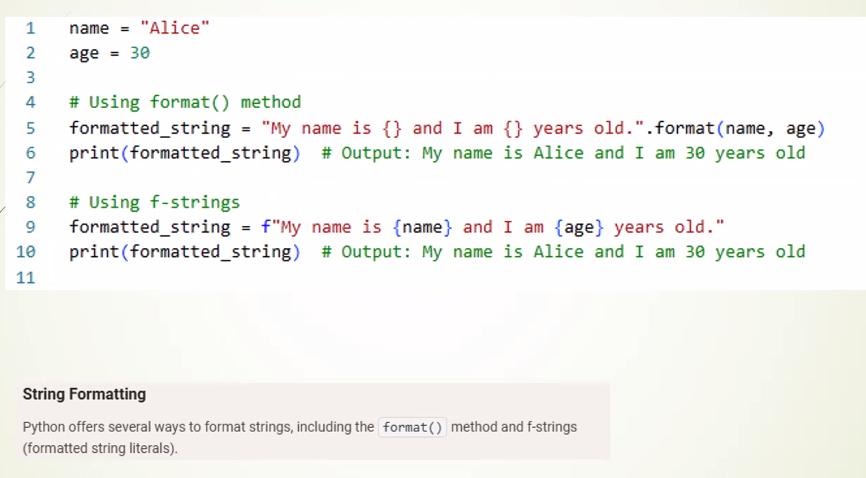 1 name = "Alice"
2 age = 30
3
4 # Using format() method
5 formatted_string = "My name is {} and I am {} years old.".format(name, age)
6 print(formatted_string)  # Output: My name is Alice and I am 30 years old
7
8 # Using f-strings
9 formatted_string = f"My name is {name} and I am {age} years old."
10 print(formatted_string)  # Output: My name is Alice and I am 30 years old
11
String Formatting
Python offers several ways to format strings, including the format() method and f-strings
(formatted string literals).